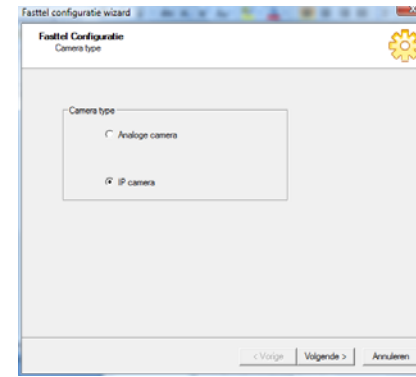 Fasttel configuratie wizard
Fasttel Configuratie
Camera type
Camera type
Analoge camera
IP camera
< Vorige
Volgende >
Annuleren